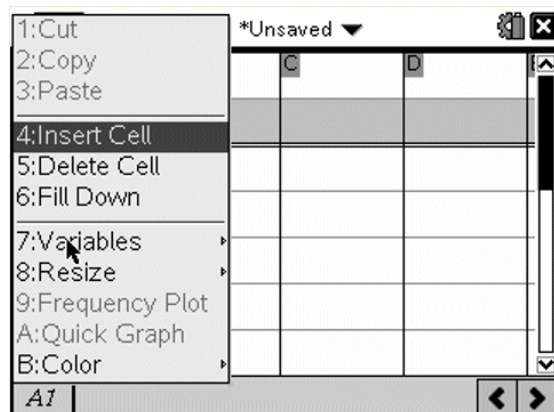 *Unsaved
1:Cut
2:Copy
3:Paste
4:Insert Cell
5:Delete Cell
6:Fill Down
7:Variables
8:Resize
9:Frequency Plot
A:Quick Graph
B:Color
C D
A1